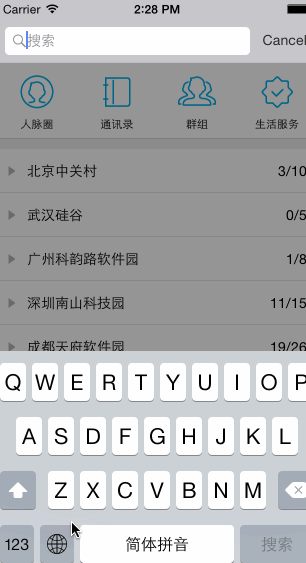 Carrier 2:28 PM
搜索 Cancel
人脉圈 通讯录 群组 生活服务
北京中关村 3/10
武汉硅谷 0/5
广州科韵路软件园 1/8
深圳南山科技园 11/15
成都天府软件园 19/26
Q W E R T Y U I O P
A S D F G H J K L
Z X C V B N M
123 简体拼音 搜索